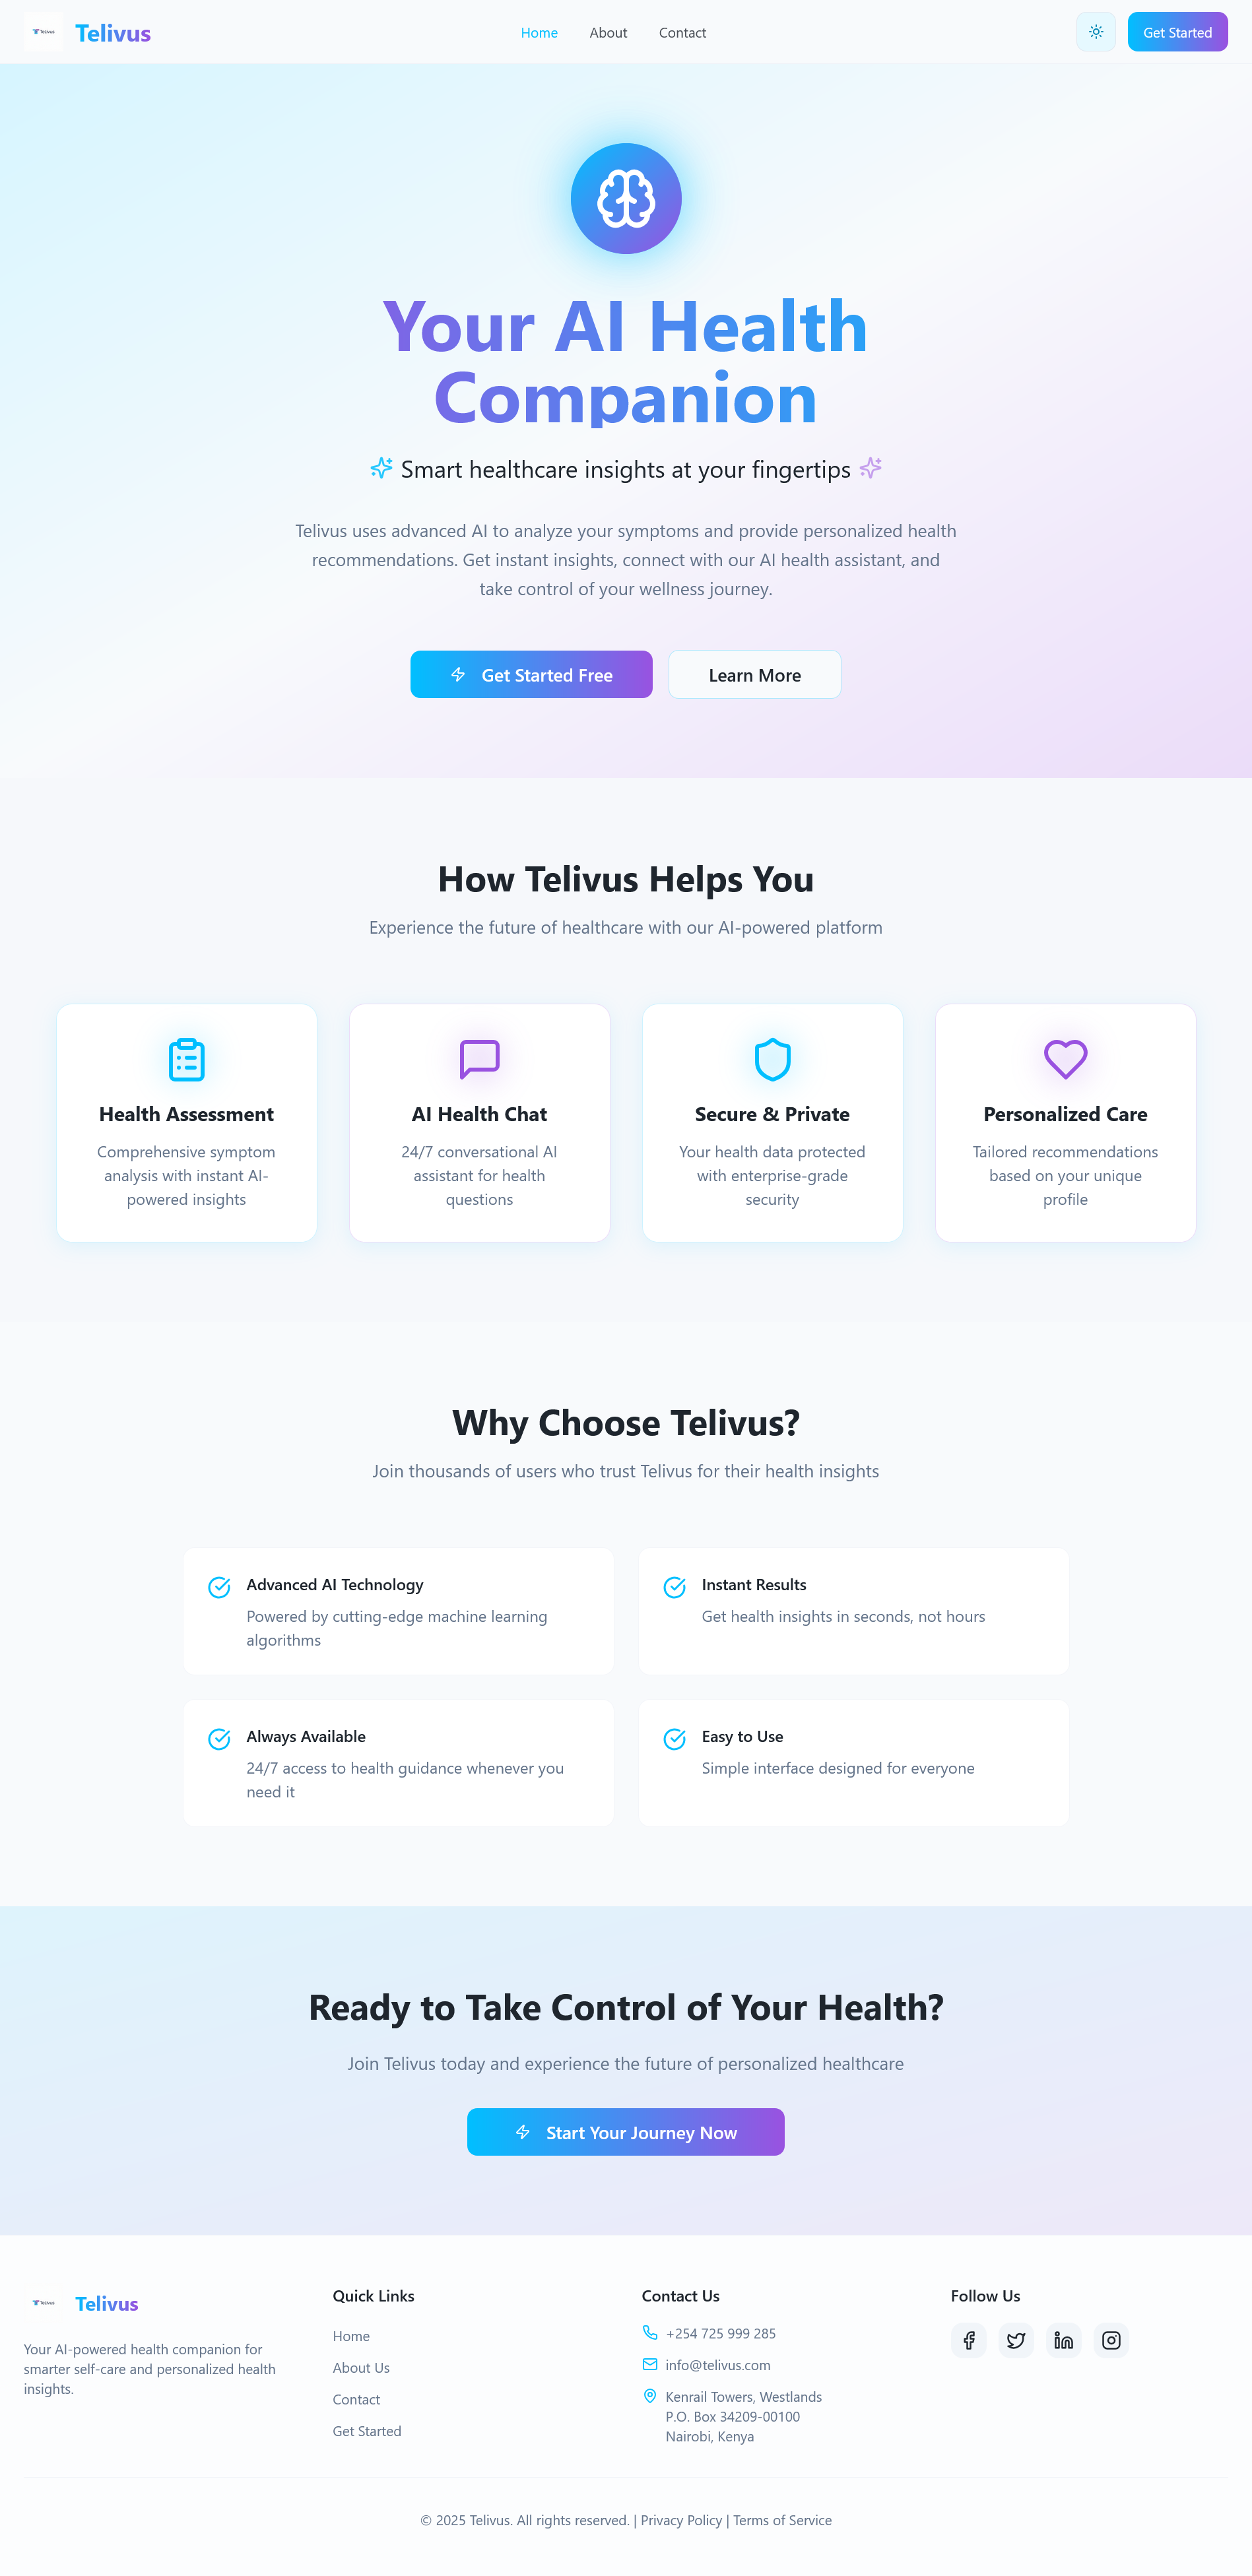 Telivus Telivus
Home About Contact
Get Started
Your AI Health
Companion
Smart healthcare insights at your fingertips
Telivus uses advanced AI to analyze your symptoms and provide personalized health
recommendations. Get instant insights, connect with our AI health assistant, and
take control of your wellness journey.
Get Started Free
Learn More
How Telivus Helps You
Experience the future of healthcare with our AI-powered platform
Health Assessment
Comprehensive symptom
analysis with instant AI-
powered insights
AI Health Chat
24/7 conversational AI
assistant for health
questions
Secure & Private
Your health data protected
with enterprise-grade
security
Personalized Care
Tailored recommendations
based on your unique
profile
Why Choose Telivus?
Join thousands of users who trust Telivus for their health insights
Advanced AI Technology
Powered by cutting-edge machine learning
algorithms
Instant Results
Get health insights in seconds, not hours
Always Available
24/7 access to health guidance whenever you
need it
Easy to Use
Simple interface designed for everyone
Ready to Take Control of Your Health?
Join Telivus today and experience the future of personalized healthcare
Start Your Journey Now
Telivus Telivus
Your AI-powered health companion for
smarter self-care and personalized health
insights.
Quick Links
Home
About Us
Contact
Get Started
Contact Us
+254 725 999 285
info@telivus.com
Kenrail Towers, Westlands
P.O. Box 34209-00100
Nairobi, Kenya
Follow Us
© 2025 Telivus. All rights reserved. | Privacy Policy | Terms of Service